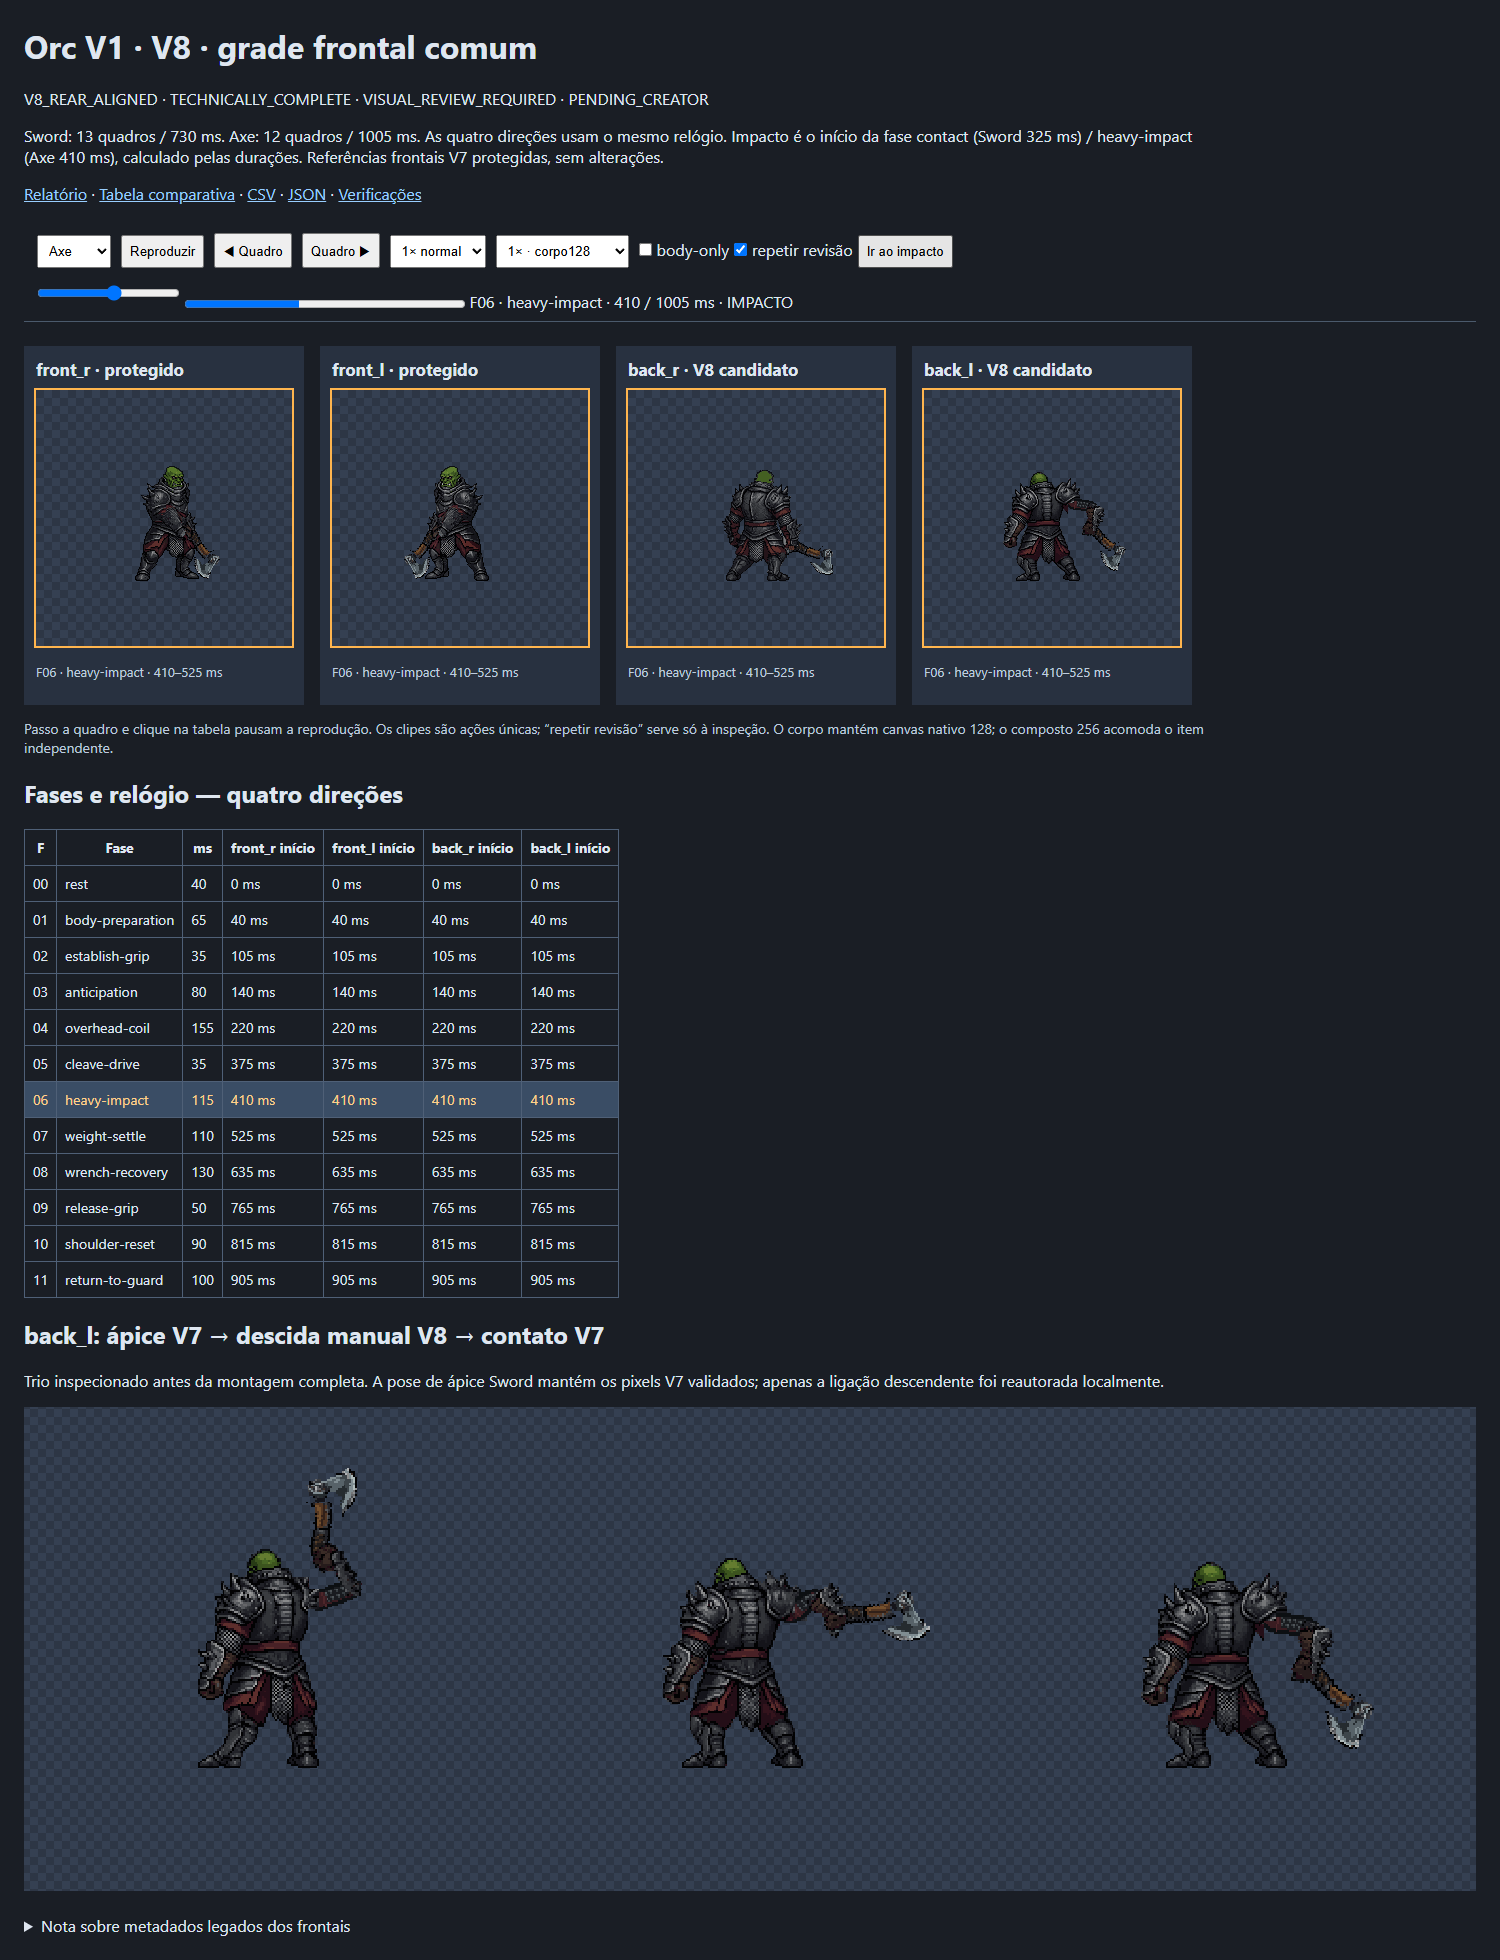 Orc V1 · V8 · grade frontal comum
V8_REAR_ALIGNED · TECHNICALLY_COMPLETE · VISUAL_REVIEW_REQUIRED · PENDING_CREATOR
Sword: 13 quadros / 730 ms. Axe: 12 quadros / 1005 ms. As quatro direções usam o mesmo relógio. Impacto é o início da fase contact (Sword 325 ms) / heavy-impact
(Axe 410 ms), calculado pelas durações. Referências frontais V7 protegidas, sem alterações.
Relatório · Tabela comparativa · CSV · JSON · Verificações
Axe Reproduzir ◀ Quadro Quadro ▶ 1× normal 1× · corpo128 body-only repetir revisão Ir ao impacto
F06 · heavy-impact · 410 / 1005 ms · IMPACTO
front_r · protegido front_l · protegido back_r · V8 candidato back_l · V8 candidato
F06 · heavy-impact · 410–525 ms F06 · heavy-impact · 410–525 ms F06 · heavy-impact · 410–525 ms F06 · heavy-impact · 410–525 ms
Passo a quadro e clique na tabela pausam a reprodução. Os clipes são ações únicas; “repetir revisão” serve só à inspeção. O corpo mantém canvas nativo 128; o composto 256 acomoda o item
independente.
Fases e relógio — quatro direções
F Fase ms front_r início front_l início back_r início back_l início
00 rest 40 0 ms 0 ms 0 ms 0 ms
01 body-preparation 65 40 ms 40 ms 40 ms 40 ms
02 establish-grip 35 105 ms 105 ms 105 ms 105 ms
03 anticipation 80 140 ms 140 ms 140 ms 140 ms
04 overhead-coil 155 220 ms 220 ms 220 ms 220 ms
05 cleave-drive 35 375 ms 375 ms 375 ms 375 ms
06 heavy-impact 115 410 ms 410 ms 410 ms 410 ms
07 weight-settle 110 525 ms 525 ms 525 ms 525 ms
08 wrench-recovery 130 635 ms 635 ms 635 ms 635 ms
09 release-grip 50 765 ms 765 ms 765 ms 765 ms
10 shoulder-reset 90 815 ms 815 ms 815 ms 815 ms
11 return-to-guard 100 905 ms 905 ms 905 ms 905 ms
back_l: ápice V7 → descida manual V8 → contato V7
Trio inspecionado antes da montagem completa. A pose de ápice Sword mantém os pixels V7 validados; apenas a ligação descendente foi reautorada localmente.
▶ Nota sobre metadados legados dos frontais